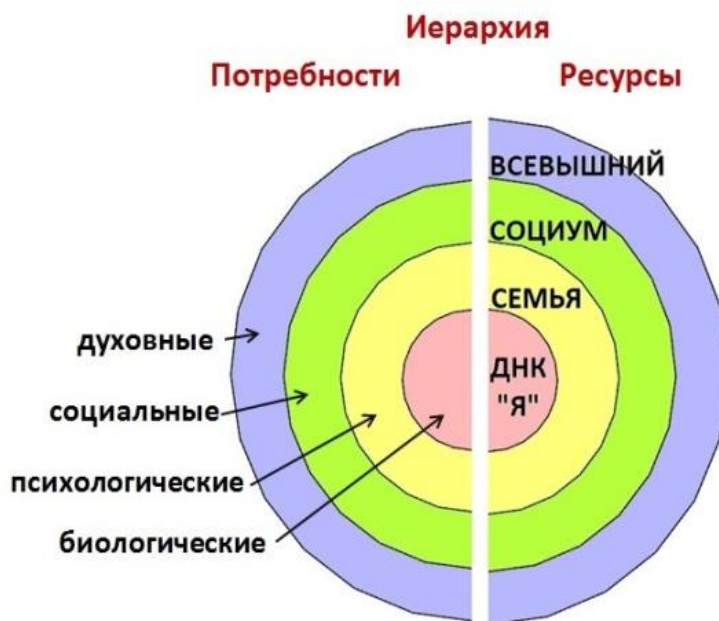 Иерархия
Потребности
Ресурсы
ВСЕВЫШНИЙ
СОЦИУМ
СЕМЬЯ
ДНК
"Я"
духовные
социальные
психологические
биологические